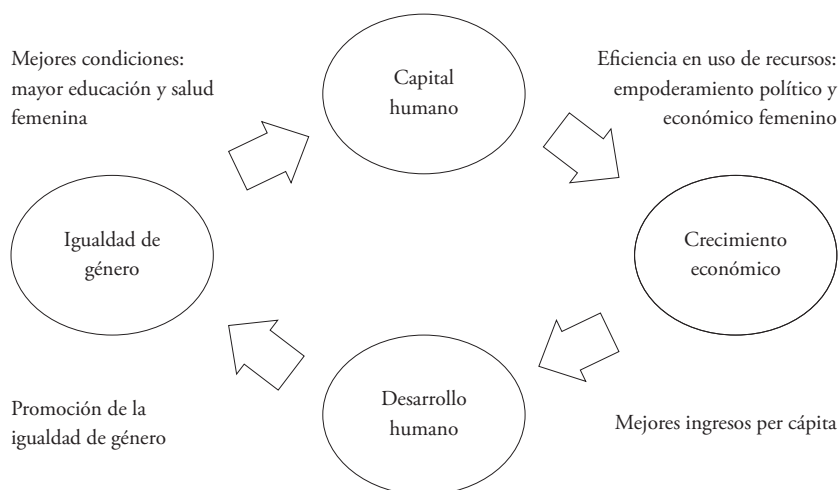 Mejores condiciones:
mayor educación y salud
femenina
Capital
humano
Eficiencia en uso de recursos:
empoderamiento político y
económico femenino
Igualdad de
género
Crecimiento
económico
Promoción de la
igualdad de género
Desarrollo
humano
Mejores ingresos per cápita